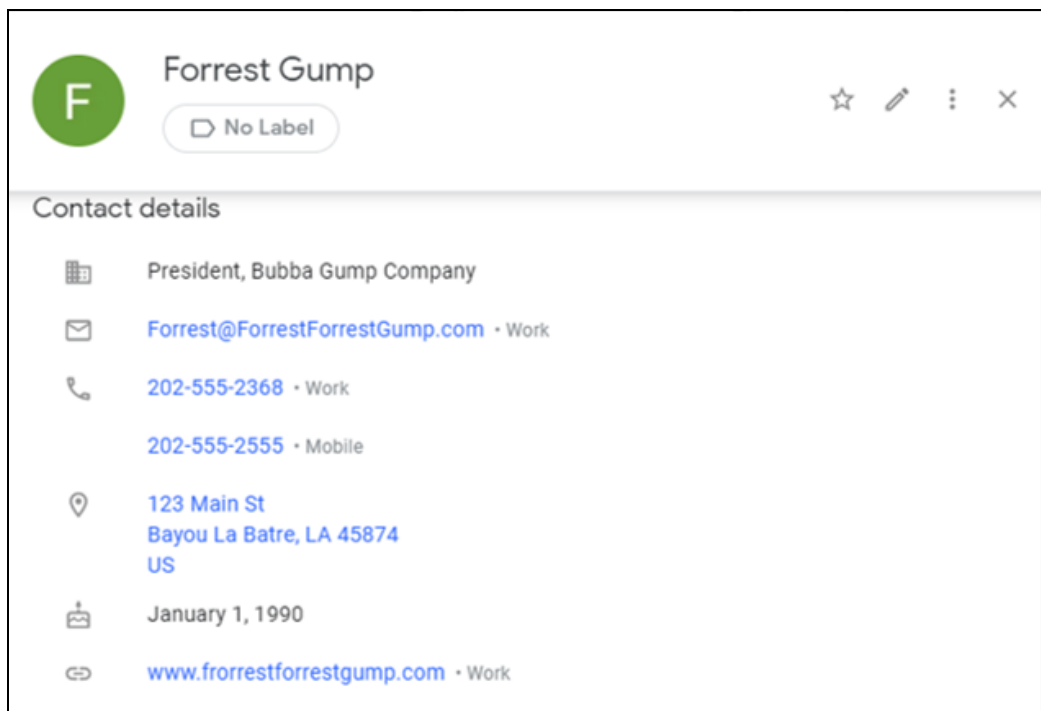 F
Forrest Gump
No Label
Contact details
President, Bubba Gump Company
Forrest@ForrestForrestGump.com • Work
202-555-2368 • Work
202-555-2555 • Mobile
123 Main St
Bayou La Batre, LA 45874
US
January 1, 1990
www.frorrestforrestgump.com • Work